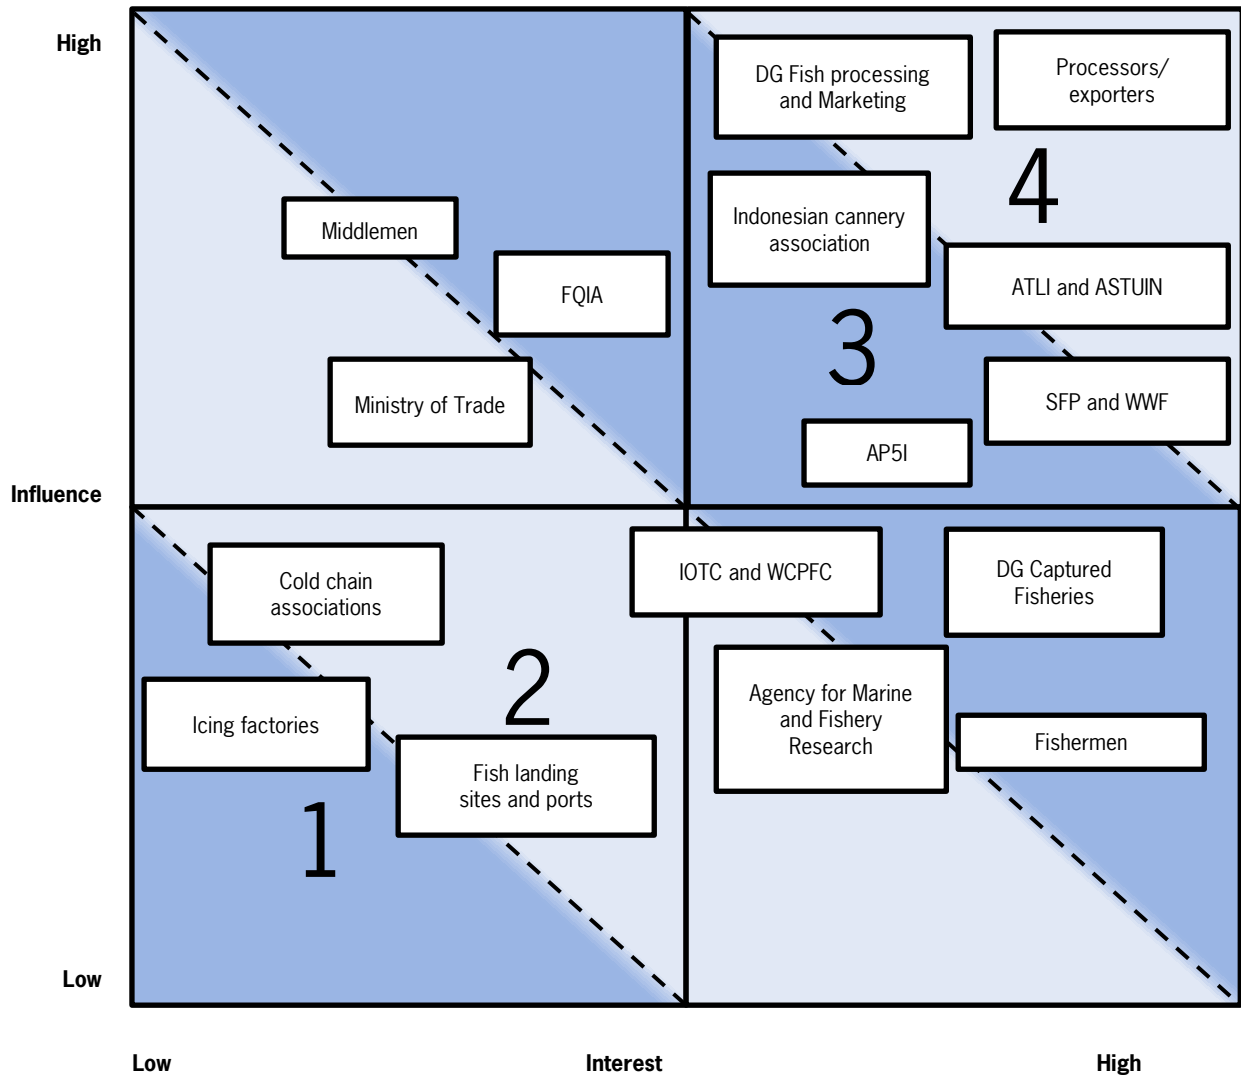 High
DG Fish processing
and Marketing
Processors/
exporters
4
Middlemen
Indonesian cannery
association
FQIA
ATLI and ASTUIN
3
Ministry of Trade
SFP and WWF
AP5I
Influence
Cold chain
associations
IOTC and WCPFC
DG Captured
Fisheries
2
Icing factories
Agency for Marine
and Fishery
Research
Fishermen
Fish landing
sites and ports
1
Low
Low
Interest
High